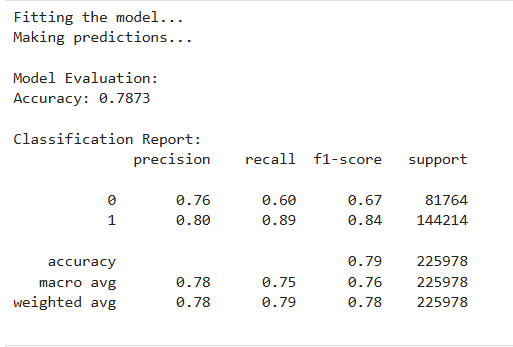 Fitting the model...
Making predictions...
Model Evaluation:
Accuracy: 0.7873
Classification Report:
precision recall f1-score support
0 0.76 0.60 0.67 81764
1 0.80 0.89 0.84 144214
accuracy 0.79 225978
macro avg 0.78 0.75 0.76 225978
weighted avg 0.78 0.79 0.78 225978